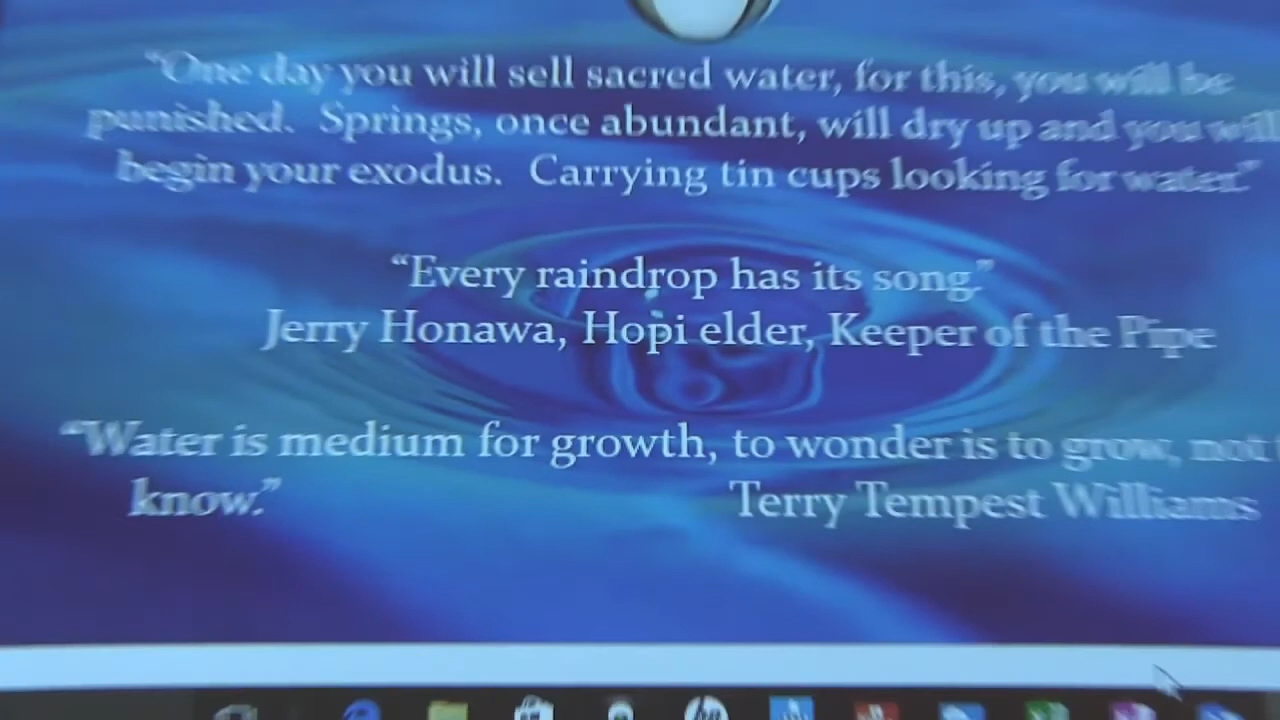 “One day you will sell sacred water, for this, you will be
punished. Springs, once abundant, will dry up and you will
begin your exodus. Carrying tin cups looking for water.”
“Every raindrop has its song.”
Jerry Honawa, Hopi elder, Keeper of the Pipe
“Water is medium for growth, to wonder is to grow, not
know.” Terry Tempest Williams
hp